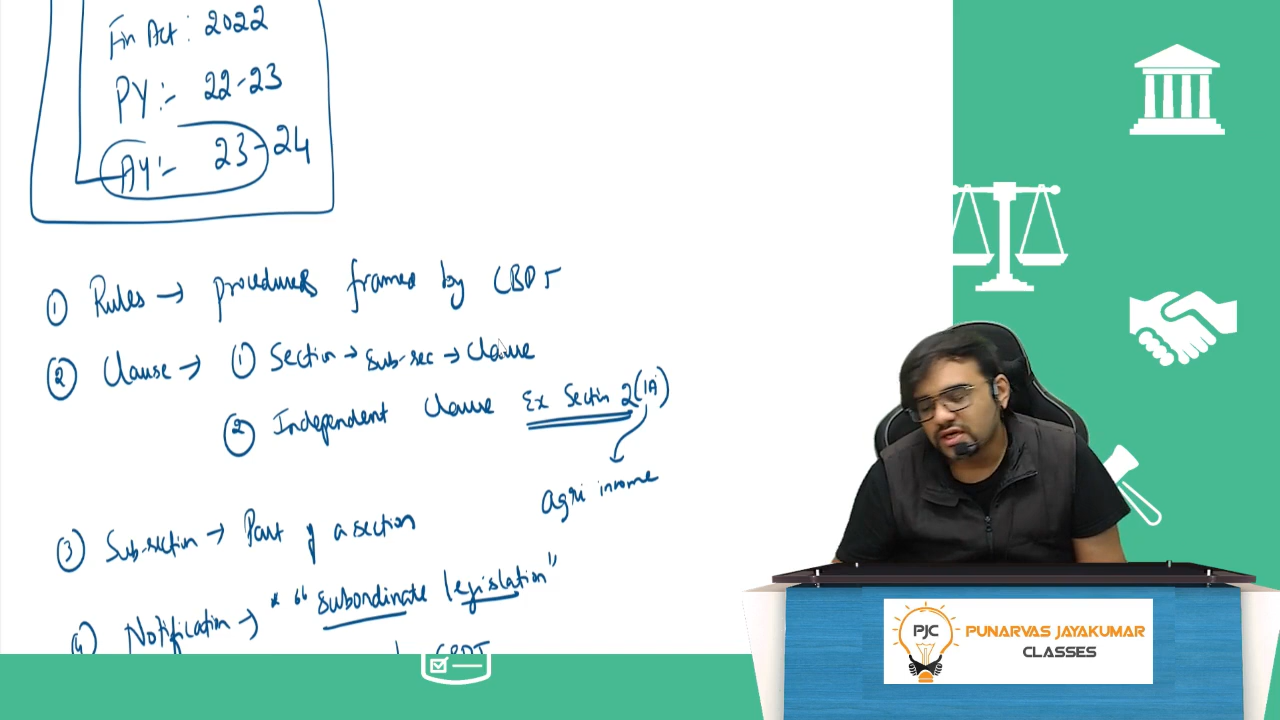 Fin Act: 2022
PY:- 22-23
AY:- 23-24
① Rules → procedures framed by CBDT
② Clause → ① Section → Sub-sec → Clause
② Independent Clause Ex Section 2(1A)
agri income
③ Sub-section → Part of a section
④ Notification → * "Subordinate legislation"
CBDT
PJC
PUNARVAS JAYAKUMAR
CLASSES